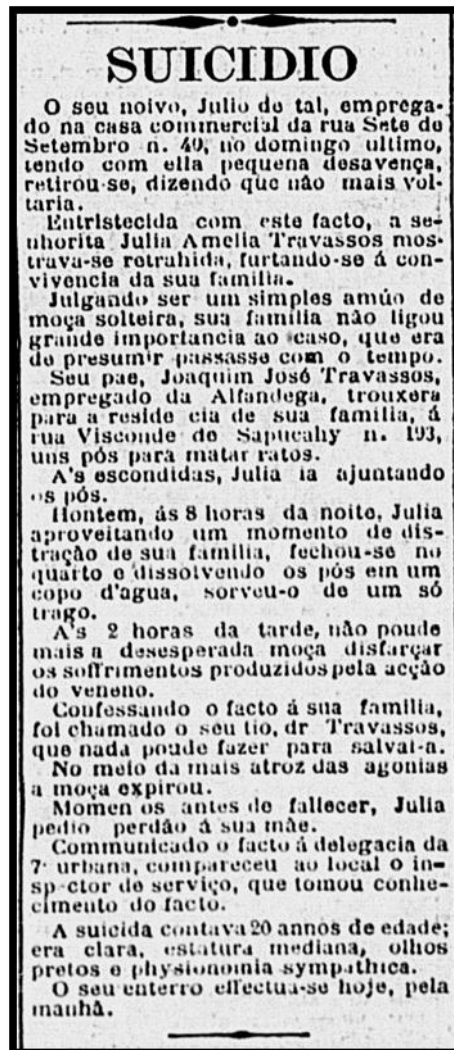 SUICIDIO
O seu noivo, Julio de tal, emprega-
do na casa commercial da rua Sete de
Setembro n. 49, no domingo ultimo,
tendo com ella pequena desavença,
retirou-se, dizendo que não mais vol-
taria.
Entristecida com este facto, a se-
nhorita Julia Amelia Travassos mos-
trava-se retrahida, furtando-se á con-
vivencia da sua familia.
Julgando ser um simples amúo de
moça solteira, sua familia não ligou
grande importancia ao caso, que era
de presumir passasse com o tempo.
Seu pae, Joaquim José Travassos,
empregado da Alfandega, trouxera
para a reside cia de sua familia, á
rua Visconde de Sapucahy n. 193,
uns pós para matar ratos.
A's escondidas, Julia ia ajuntando
os pós.
Hontem, ás 8 horas da noite, Julia
aproveitando um momento de dis-
tração de sua familia, fechou-se no
quarto e dissolvendo os pós em um
copo d'agua, sorveu-o de um só
trago.
A's 2 horas da tarde, não poude
mais a desesperada moça disfarçar
os soffrimentos produzidos pela acção
do veneno.
Confessando o facto á sua familia,
foi chamado o seu tio, dr Travassos,
que nada poude fazer para salval-a.
No meio da mais atroz das agonias
a moça expirou.
Momen os antes de fallecer, Julia
pedio perdão á sua mãe.
Communicado o facto á delegacia da
7ª urbana, compareceu ao local o in-
sp ctor de serviço, que tomou conhe-
cimento do facto.
A suicida contava 20 annos de edade;
era clara, estatura mediana, olhos
pretos e physionomia sympathica.
O seu enterro effectua-se hoje, pela
manhã.